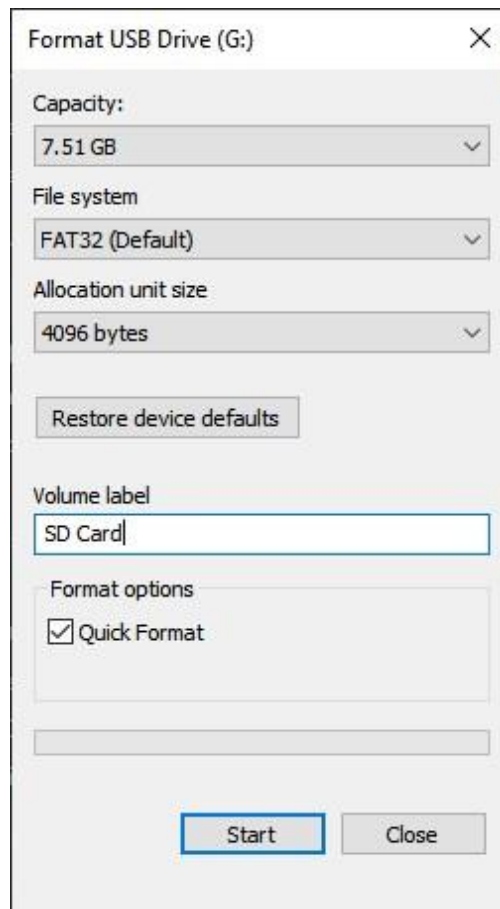 Format USB Drive (G:)
Capacity:
7.51 GB
File system
FAT32 (Default)
Allocation unit size
4096 bytes
Restore device defaults
Volume label
SD Card
Format options
Quick Format
Start Close